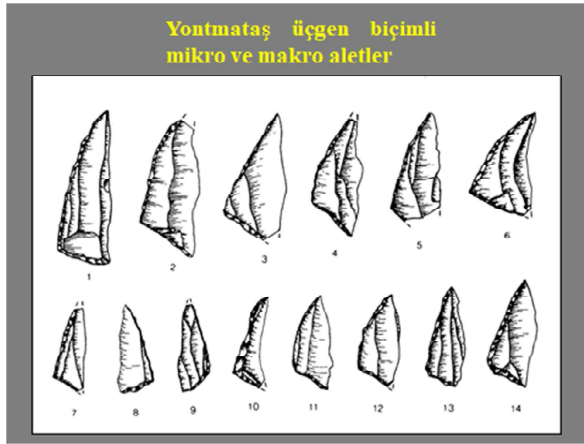 Yontmataş üçgen biçimli
mikro ve makro aletler
1 2 3 4 5 6
7 8 9 10 11 12 13 14